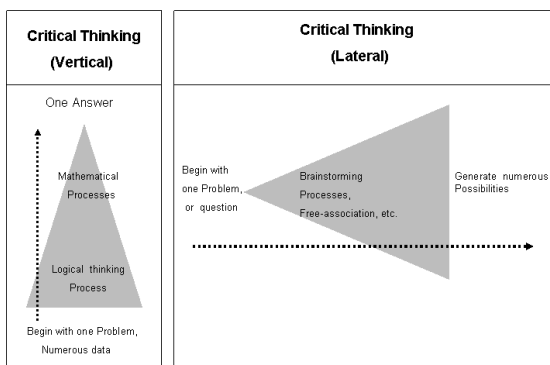 Critical Thinking
(Vertical)
One Answer
Mathematical
Processes
Logical thinking
Process
Begin with one Problem,
Numerous data
Critical Thinking
(Lateral)
Begin with
one Problem,
or question
Brainstorming
Processes,
Free-association, etc.
Generate numerous
Possibilities